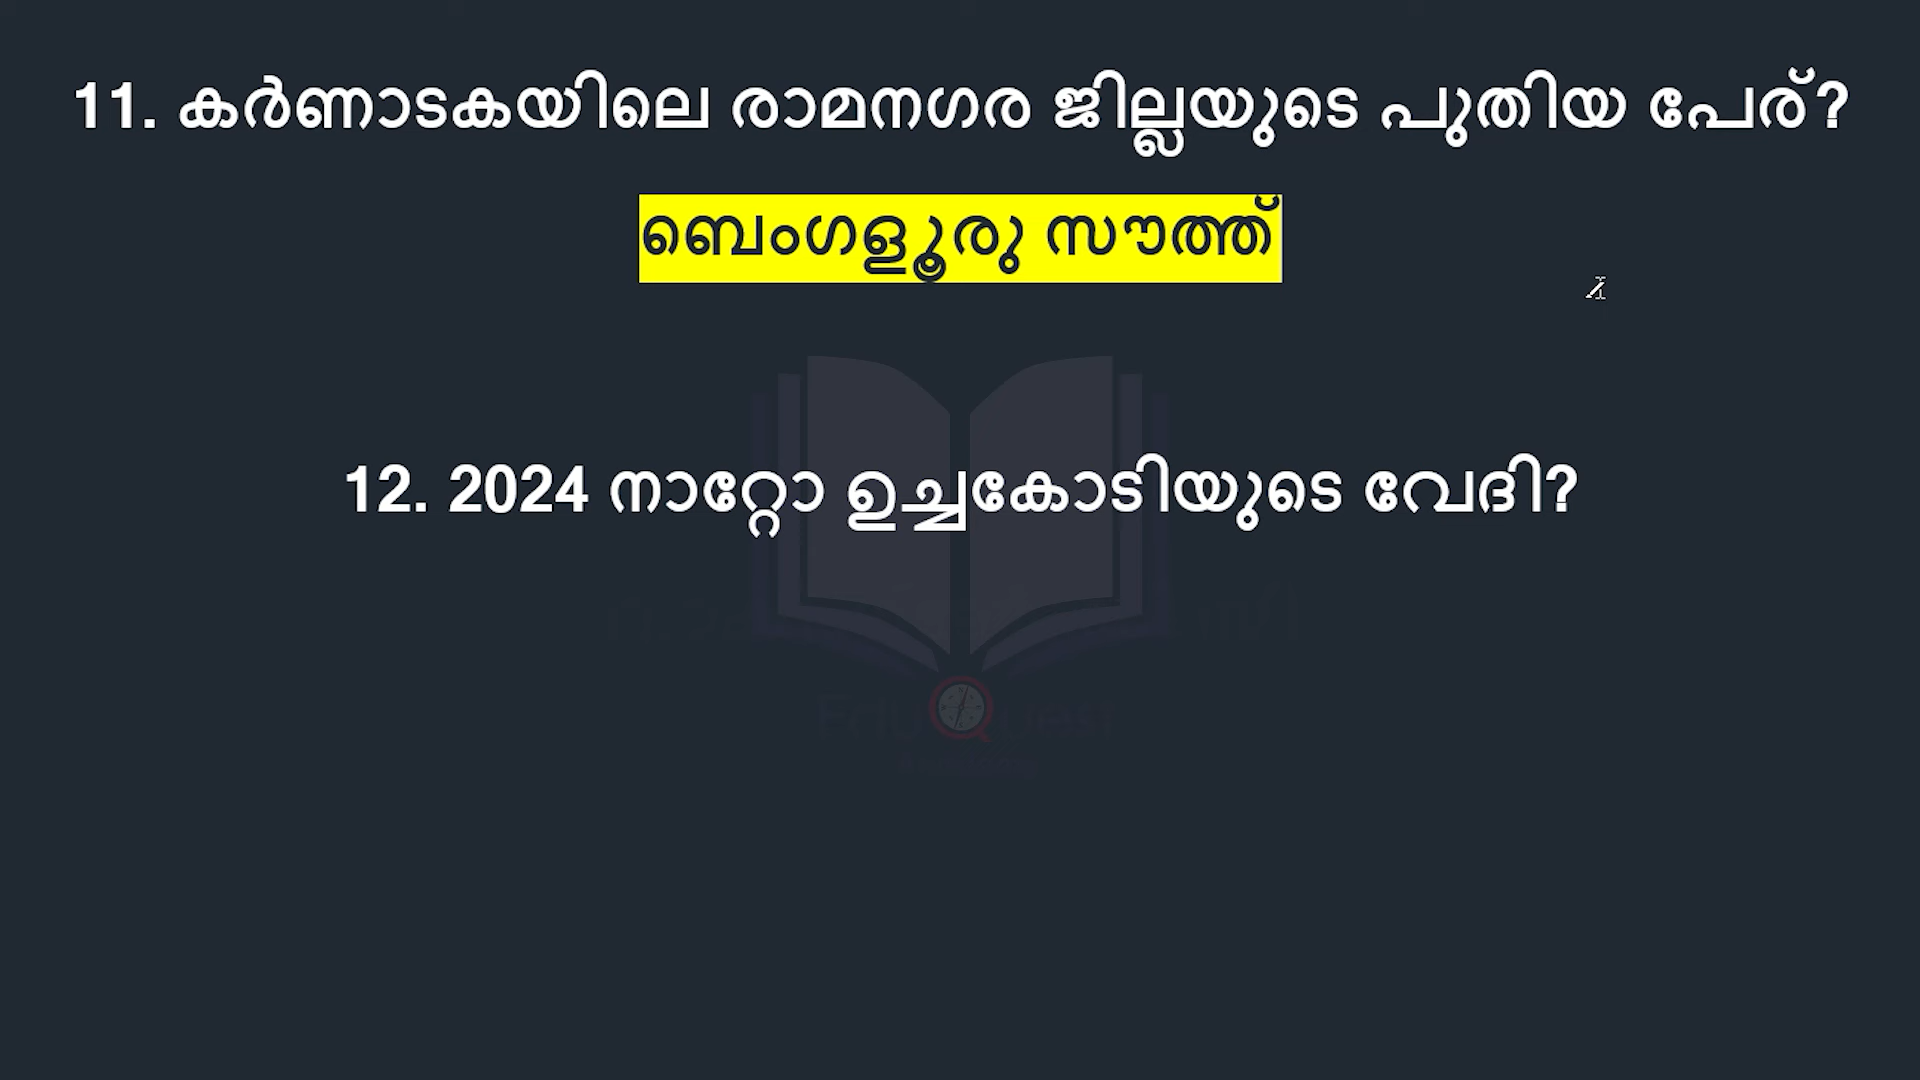 11. കർണാടകയിലെ രാമനഗര ജില്ലയുടെ പുതിയ പേര്?
ബെംഗളൂരു സൗത്ത്
12. 2024 നാറ്റോ ഉച്ചകോടിയുടെ വേദി?